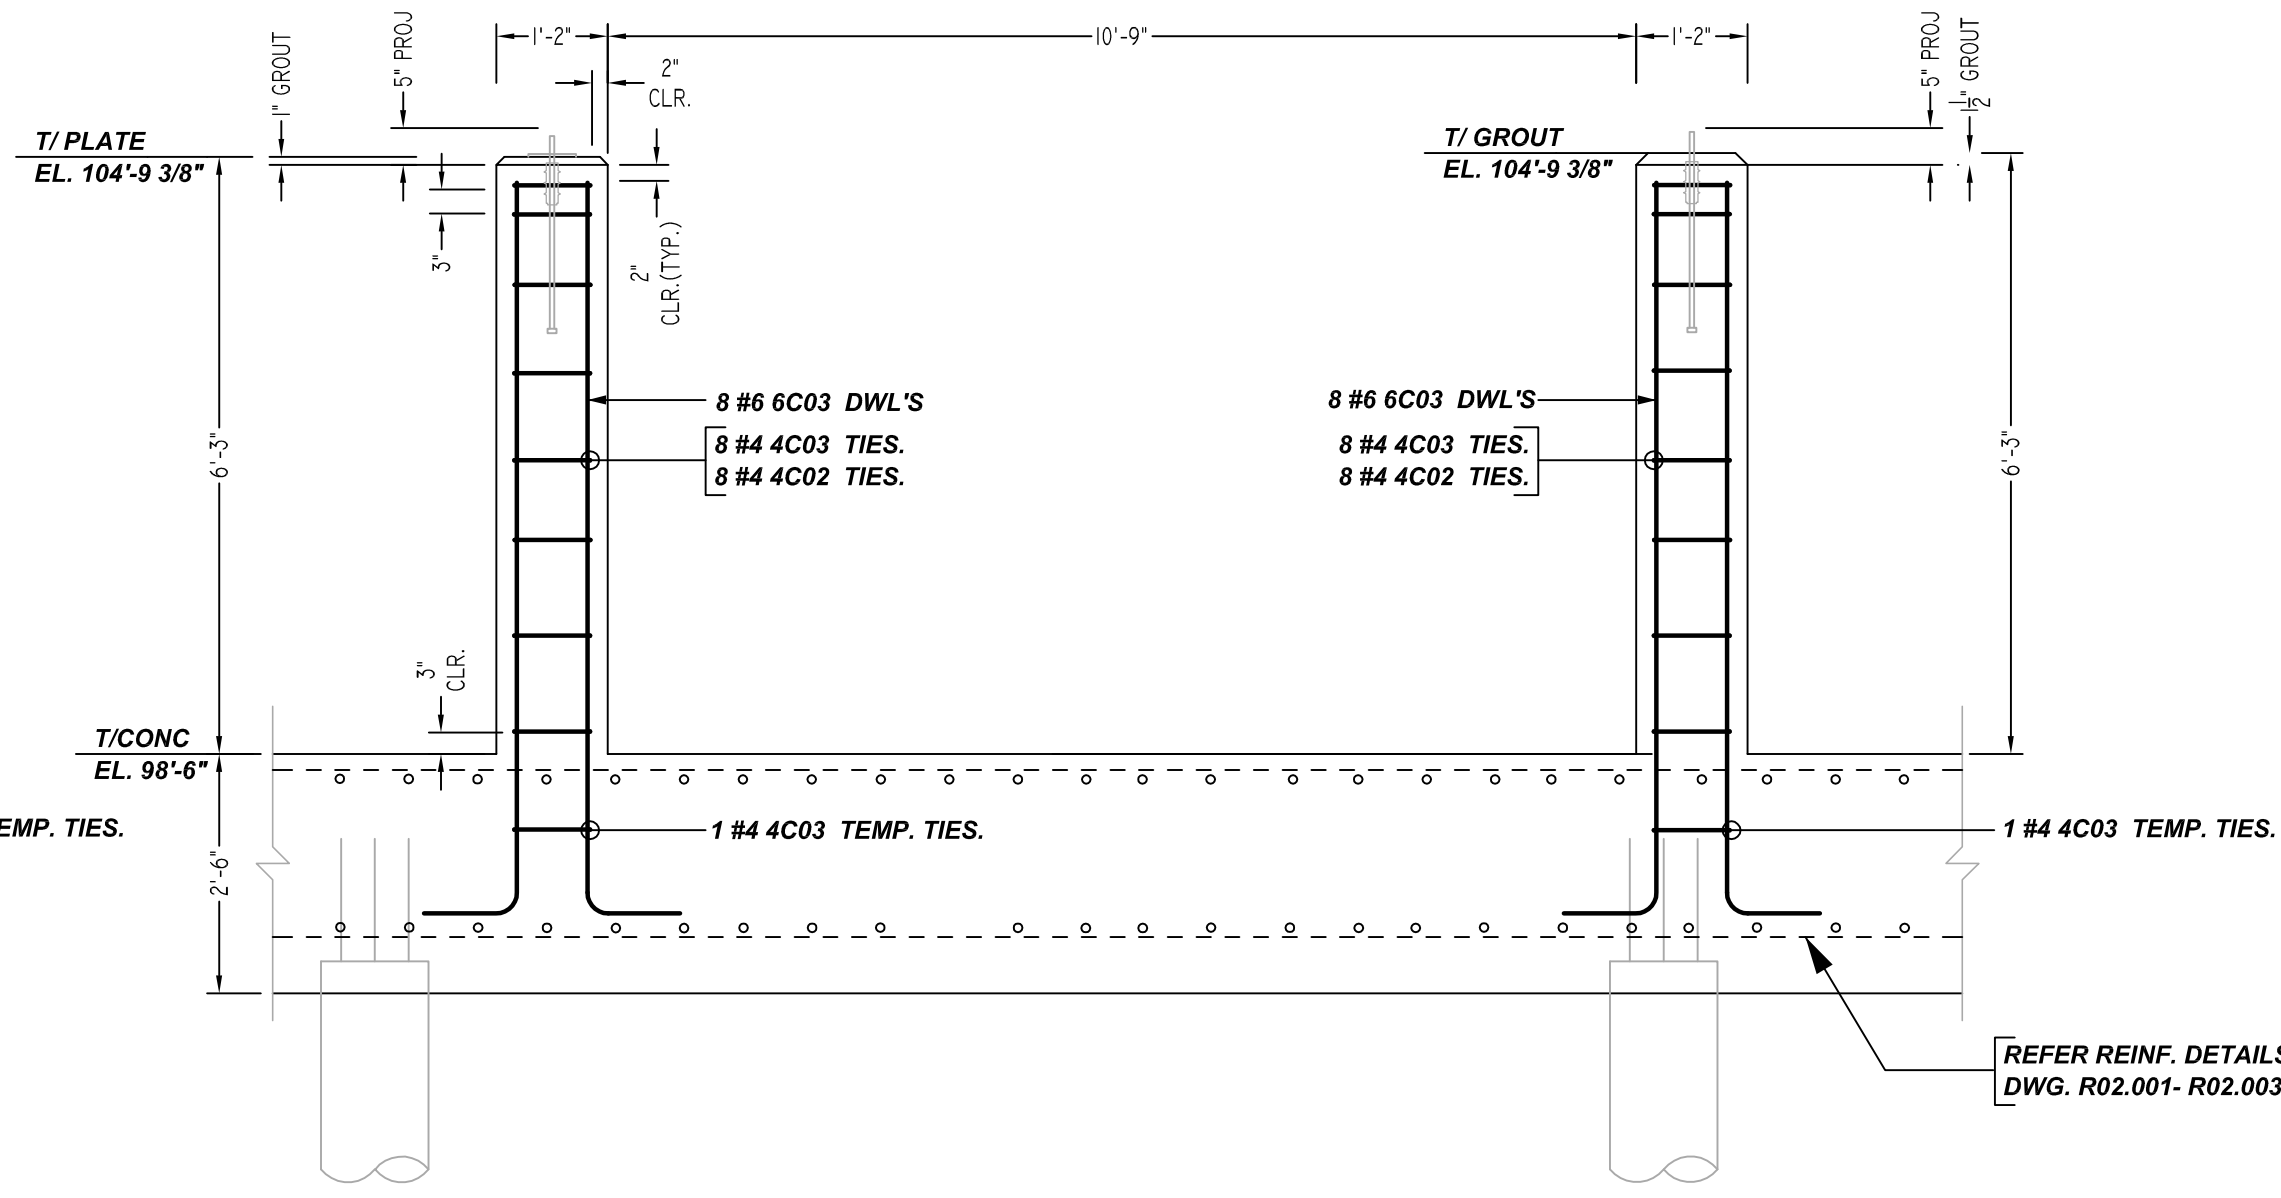 1'-2"
10'-9"
1'-2"
1" GROUT
5" PROJ
2"
CLR.
5" PROJ
1/2" GROUT
T/ PLATE
EL. 104'-9 3/8"
T/ GROUT
EL. 104'-9 3/8"
3"
2"
CLR.(TYP.)
8 #6 6C03 DWL'S
8 #4 4C03 TIES.
8 #4 4C02 TIES.
8 #6 6C03 DWL'S
8 #4 4C03 TIES.
8 #4 4C02 TIES.
6'-3"
6'-3"
3"
CLR.
T/CONC
EL. 98'-6"
EMP. TIES.
1 #4 4C03 TEMP. TIES.
1 #4 4C03 TEMP. TIES.
2'-6"
REFER REINF. DETAILS
DWG. R02.001- R02.003